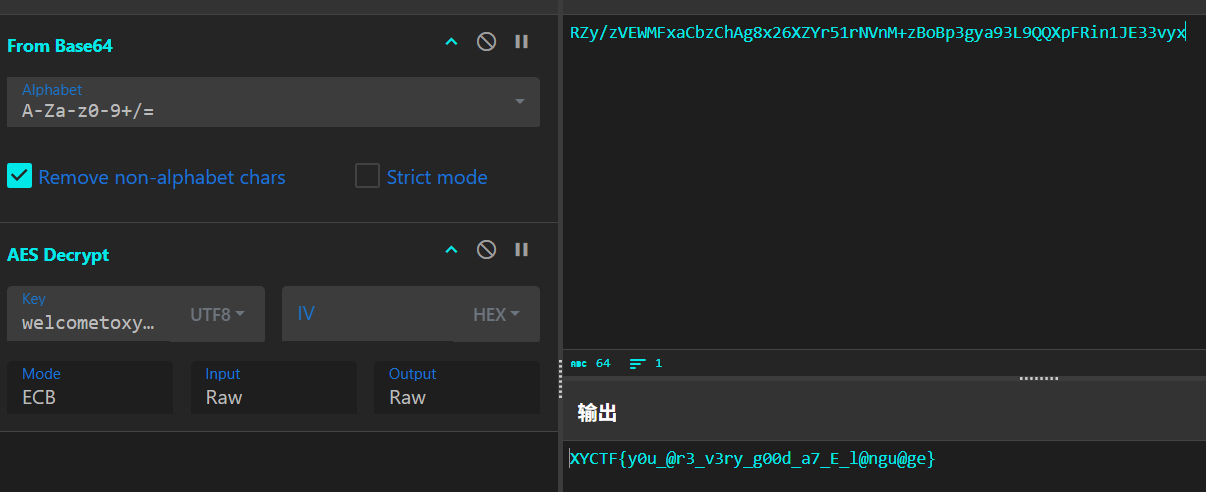 From Base64
Alphabet
A-Za-z0-9+/=
Remove non-alphabet chars
Strict mode
AES Decrypt
Key
welcometoxy...
UTF8
IV
HEX
Mode
ECB
Input
Raw
Output
Raw
RZy/zVEWMFxaCbzChAg8x26XZYr51rNVnM+zBoBp3gya93L9QQXpFRin1JE33vyx
ABC 64
1
输出
XYCTF{y0u_@r3_v3ry_g00d_a7_E_l@ngu@ge}